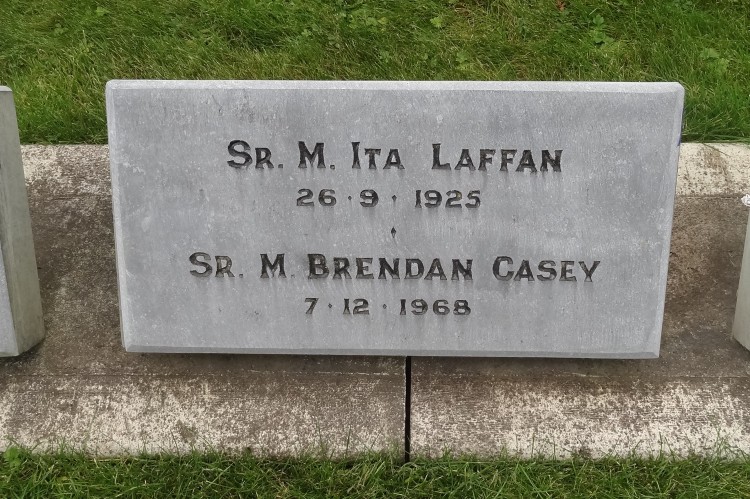 Sr. M. Ita Laffan
26 · 9 · 1925
Sr. M. Brendan Casey
7 · 12 · 1968